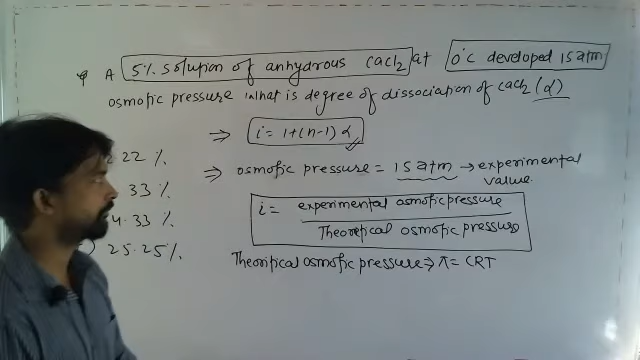 A 5% solution of anhydrous CaCl2 at 0°C developed 15 atm
osmotic pressure. What is degree of dissociation of CaCl2 (α)
⇒ i = 1+(n-1) α
22 %.
⇒ osmotic pressure = 15 atm → experimental
value.
33 %
i = experimental osmotic pressure
Theoretical osmotic pressure
4.33 %
) 25.25%.
Theoritical osmotic pressure ⇒ π = CRT